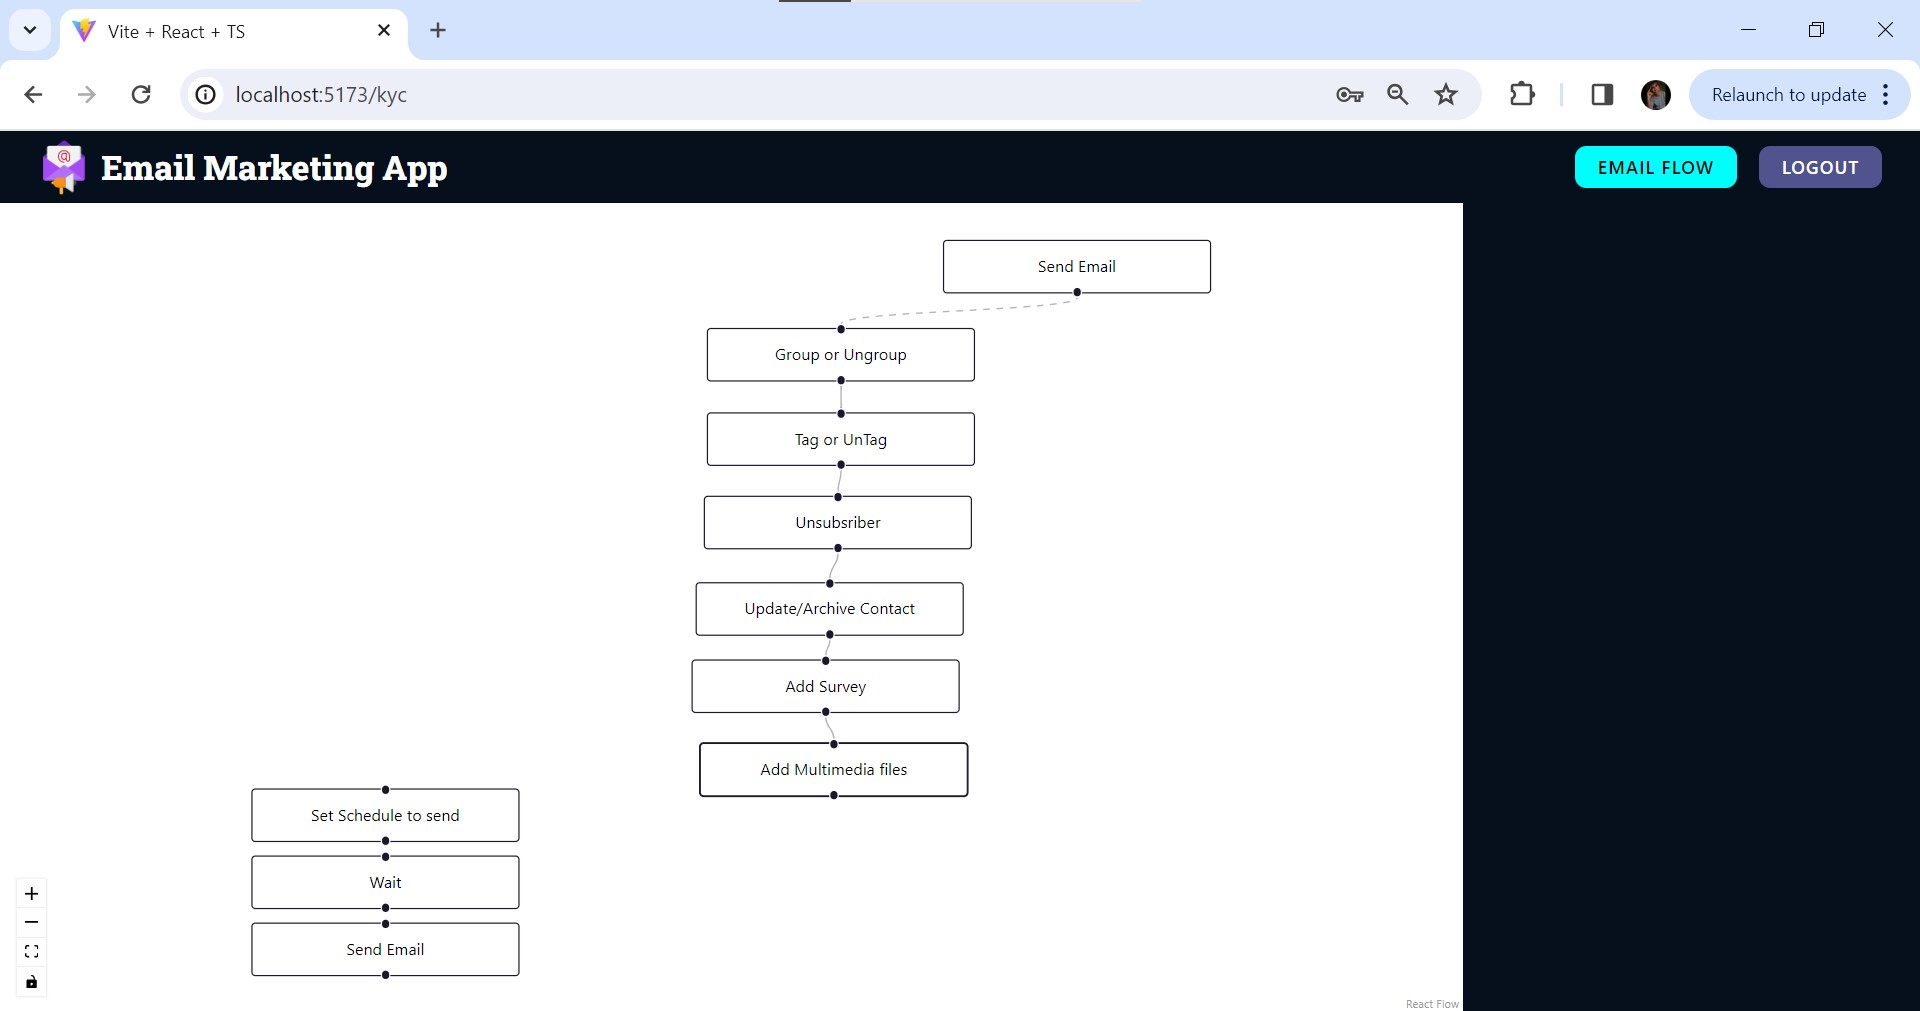 Vite + React + TS
localhost:5173/kyc
Relaunch to update
@
Email Marketing App
EMAIL FLOW
LOGOUT
Send Email
Group or Ungroup
Tag or UnTag
Unsubsriber
Update/Archive Contact
Add Survey
Add Multimedia files
Set Schedule to send
Wait
Send Email
React Flow